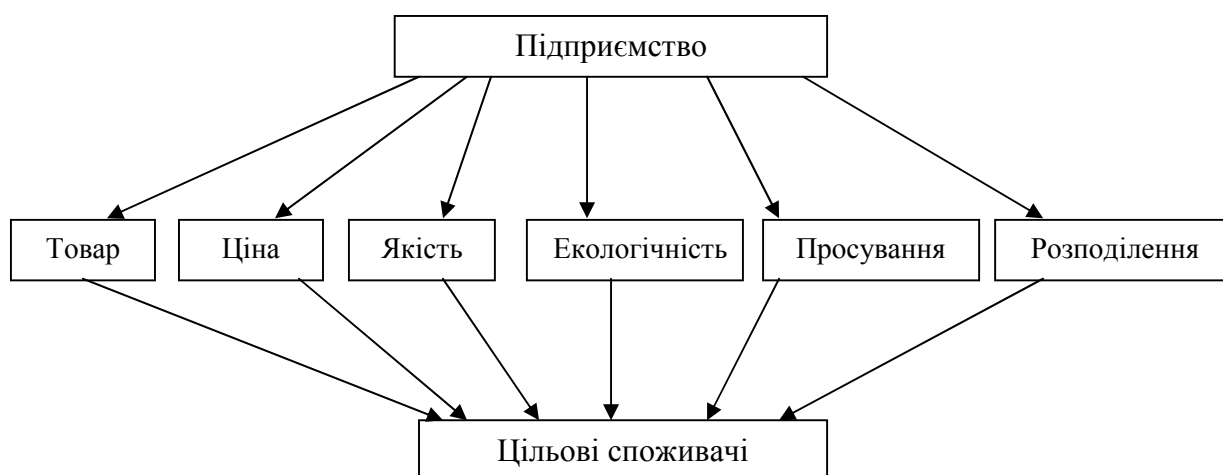 Підприємство
Товар
Ціна
Якість
Екологічність
Просування
Розподілення
Цільові споживачі